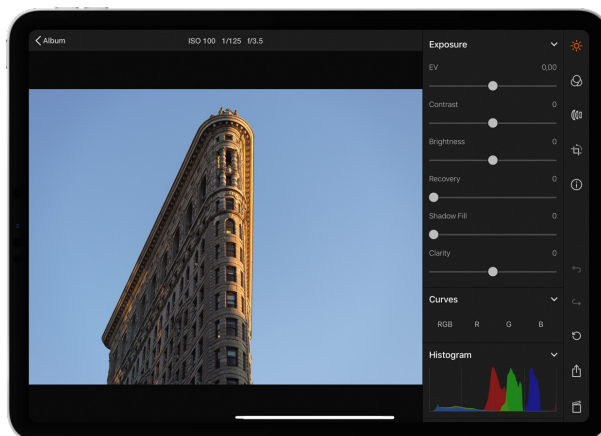 Album
ISO 100 1/125 f/3.5
Exposure
EV 0,00
Contrast 0
Brightness 0
Recovery 0
Shadow Fill 0
Clarity 0
Curves
RGB R G B
Histogram